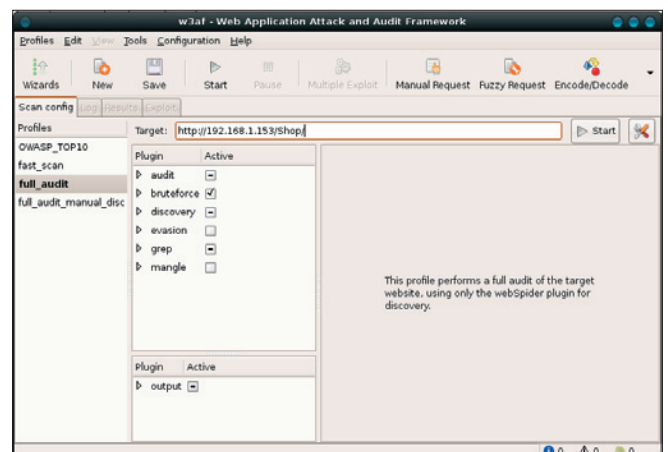 w3af - Web Application Attack and Audit Framework
Profiles Edit View Tools Configuration Help
Wizards New Save Start Pause Multiple Exploit Manual Request Fuzzy Request Encode/Decode
Scan config Log Results Exploit
Profiles
OWASP_TOP10
fast_scan
full_audit
full_audit_manual_disc
Target: http://192.168.1.153/Shop/ Start
Plugin Active
audit
bruteforce
discovery
evasion
grep
mangle
This profile performs a full audit of the target
website, using only the webSpider plugin for
discovery.
Plugin Active
output
0 0 0